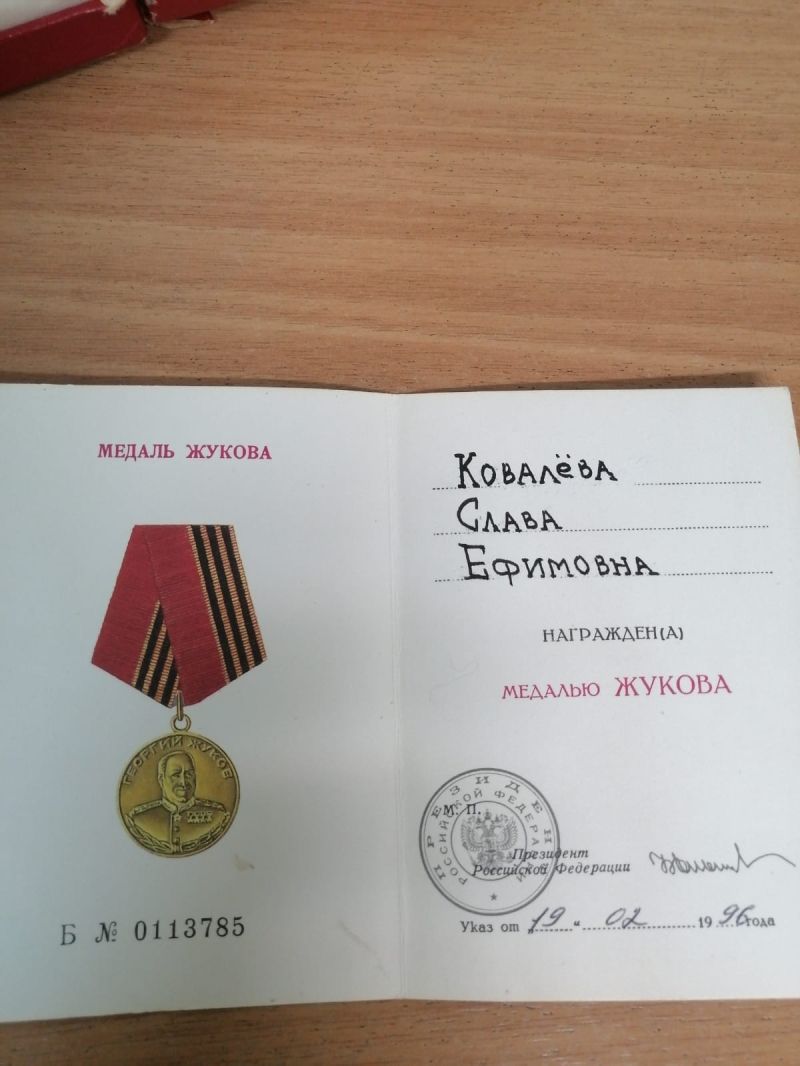 МЕДАЛЬ ЖУКОВА
ГЕОРГИЙ ЖУКОВ
Б № 0113785
Ковалёва
Слава
Ефимовна
НАГРАЖДЕН(А)
МЕДАЛЬЮ ЖУКОВА
ПРЕЗИДЕНТ
РОССИЙСКОЙ ФЕДЕРАЦИИ
М. П.
Президент
Российской Федерации
Указ от „19“ 02 1996 года